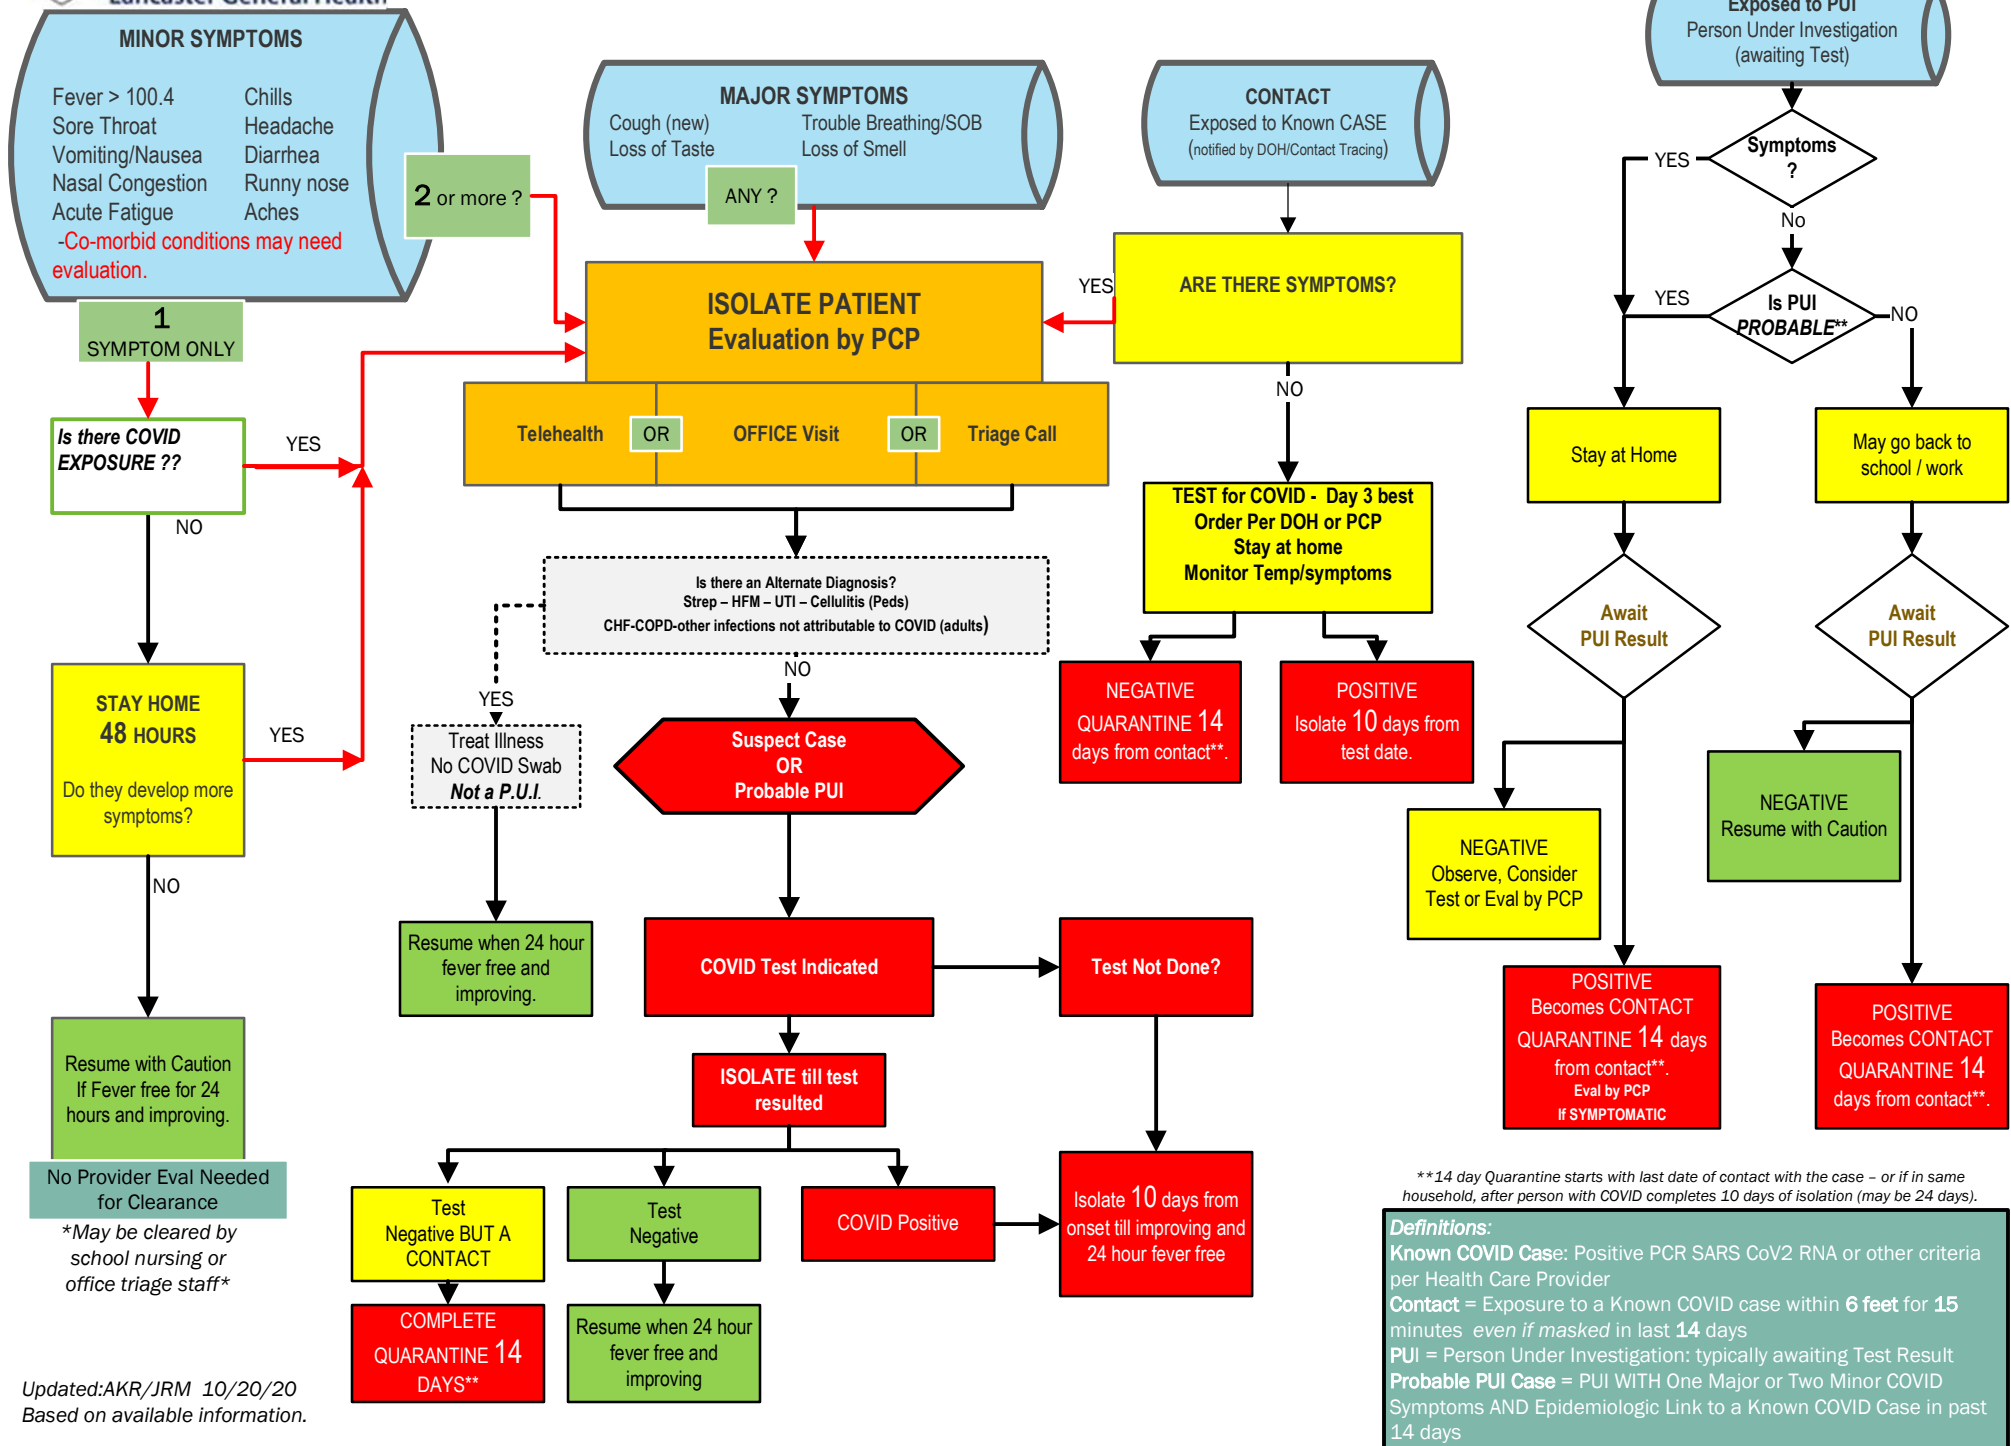 Lancaster General Health
MINOR SYMPTOMS
Fever > 100.4 Chills
Sore Throat Headache
Vomiting/Nausea Diarrhea
Nasal Congestion Runny nose
Acute Fatigue Aches
-Co-morbid conditions may need
evaluation.
2 or more ?
1
SYMPTOM ONLY
Is there COVID
EXPOSURE ??
YES
NO
STAY HOME
48 HOURS
Do they develop more
symptoms?
YES
NO
Resume with Caution
If Fever free for 24
hours and improving.
No Provider Eval Needed
for Clearance
*May be cleared by
school nursing or
office triage staff*
Updated:AKR/JRM 10/20/20
Based on available information.
MAJOR SYMPTOMS
Cough (new) Trouble Breathing/SOB
Loss of Taste Loss of Smell
ANY ?
ISOLATE PATIENT
Evaluation by PCP
Telehealth OR OFFICE Visit OR Triage Call
Is there an Alternate Diagnosis?
Strep – HFM – UTI – Cellulitis (Peds)
CHF-COPD-other infections not attributable to COVID (adults)
YES
NO
Treat Illness
No COVID Swab
Not a P.U.I.
Resume when 24 hour
fever free and
improving.
Suspect Case
OR
Probable PUI
COVID Test Indicated
Test Not Done?
ISOLATE till test
resulted
Test
Negative BUT A
CONTACT
COMPLETE
QUARANTINE 14
DAYS**
Test
Negative
Resume when 24 hour
fever free and
improving
COVID Positive
Isolate 10 days from
onset till improving and
24 hour fever free
CONTACT
Exposed to Known CASE
(notified by DOH/Contact Tracing)
ARE THERE SYMPTOMS?
YES
NO
TEST for COVID - Day 3 best
Order Per DOH or PCP
Stay at home
Monitor Temp/symptoms
NEGATIVE
QUARANTINE 14
days from contact**.
POSITIVE
Isolate 10 days from
test date.
Exposed to PUI
Person Under Investigation
(awaiting Test)
Symptoms
?
YES
No
Is PUI
PROBABLE**
YES
NO
Stay at Home
May go back to
school / work
Await
PUI Result
Await
PUI Result
NEGATIVE
Observe, Consider
Test or Eval by PCP
NEGATIVE
Resume with Caution
POSITIVE
Becomes CONTACT
QUARANTINE 14 days
from contact**.
Eval by PCP
If SYMPTOMATIC
POSITIVE
Becomes CONTACT
QUARANTINE 14
days from contact**.
**14 day Quarantine starts with last date of contact with the case – or if in same
household, after person with COVID completes 10 days of isolation (may be 24 days).
Definitions:
Known COVID Case: Positive PCR SARS CoV2 RNA or other criteria
per Health Care Provider
Contact = Exposure to a Known COVID case within 6 feet for 15
minutes even if masked in last 14 days
PUI = Person Under Investigation: typically awaiting Test Result
Probable PUI Case = PUI WITH One Major or Two Minor COVID
Symptoms AND Epidemiologic Link to a Known COVID Case in past
14 days